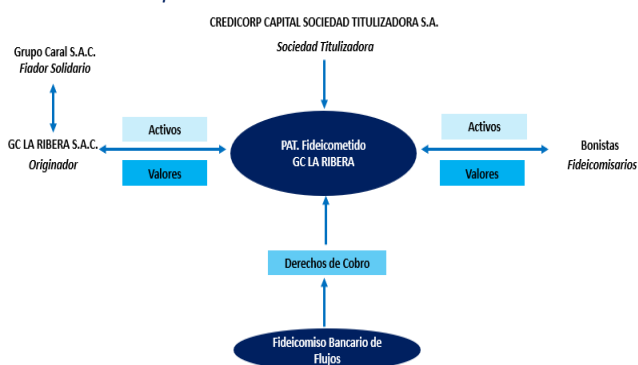 CREDICORP CAPITAL SOCIEDAD TITULIZADORA S.A.
Sociedad Titulizadora
Grupo Caral S.A.C.
Fiador Solidario
GC LA RIBERA S.A.C.
Originador
Activos
Valores
PAT. Fideicometido
GC LA RIBERA
Activos
Valores
Bonistas
Fideicomisarios
Derechos de Cobro
Fideicomiso Bancario de
Flujos